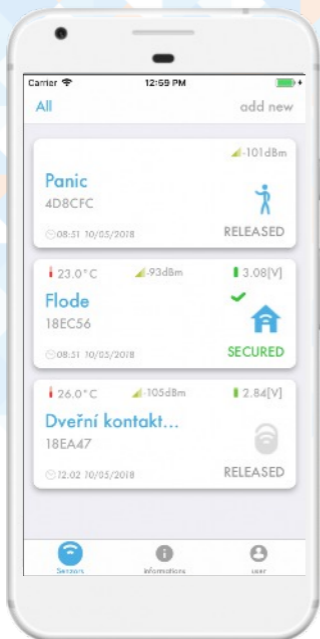 Carrier 12:59 PM
All add new
-101dBm
Panic
4D8CFC
08:51 10/05/2018 RELEASED
23.0°C -93dBm 3.08[V]
Flode
18EC56
08:51 10/05/2018 SECURED
26.0°C -105dBm 2.84[V]
Dveřní kontakt...
18EA47
12:02 10/05/2018 RELEASED
Senzors informations user